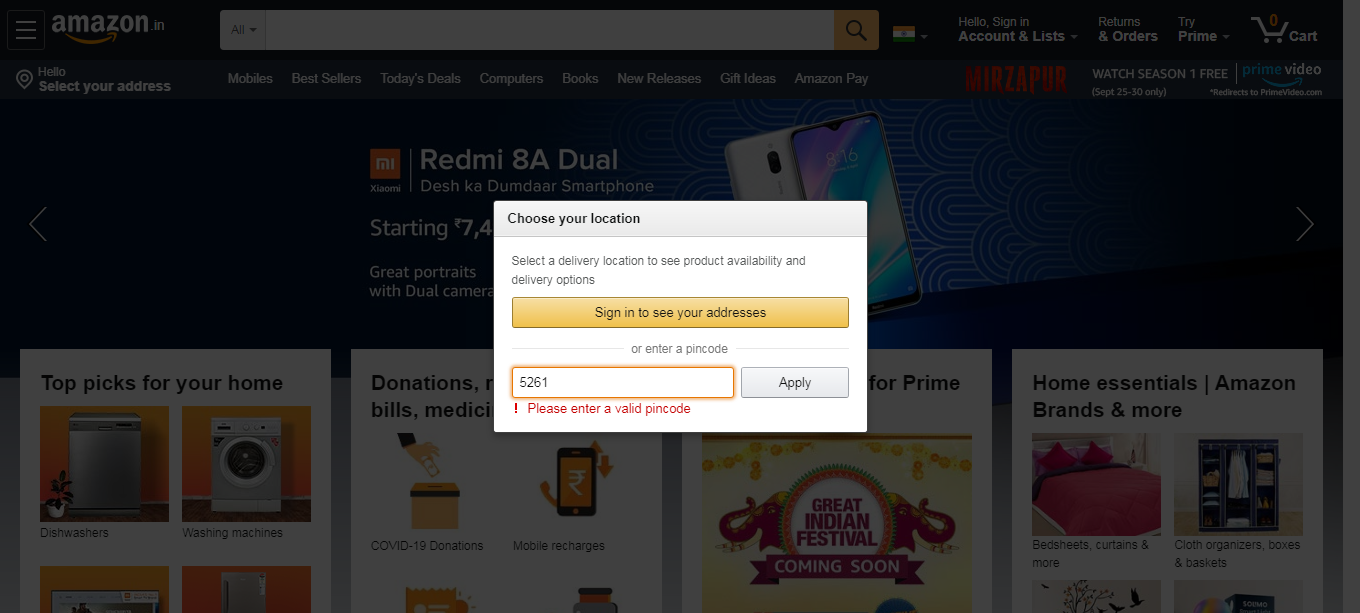 amazon.in
All
Hello, Sign in
Account & Lists
Returns
& Orders
Try
Prime
0
Cart
Hello
Select your address
Mobiles
Best Sellers
Today's Deals
Computers
Books
New Releases
Gift Ideas
Amazon Pay
MIRZAPUR
WATCH SEASON 1 FREE
(Sept 25-30 only)
prime video
*Redirects to PrimeVideo.com
mi
Xiaomi
Redmi 8A Dual
Desh ka Dumdaar Smartphone
8:16
Starting ₹7,4
Great portraits
with Dual camera
Choose your location
Select a delivery location to see product availability and
delivery options
Sign in to see your addresses
or enter a pincode
5261
Apply
! Please enter a valid pincode
Top picks for your home
Dishwashers
Washing machines
Donations,
bills, medici
COVID-19 Donations
Mobile recharges
for Prime
GREAT
INDIAN
FESTIVAL
COMING SOON
Home essentials | Amazon
Brands & more
Bedsheets, curtains &
more
Cloth organizers, boxes
& baskets